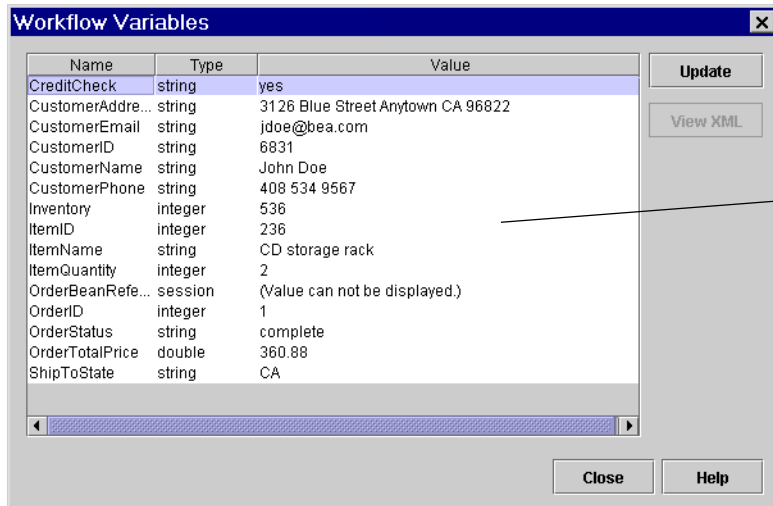 Workflow Variables
Name Type Value
CreditCheck string yes
CustomerAddre... string 3126 Blue Street Anytown CA 96822
CustomerEmail string jdoe@bea.com
CustomerID string 6831
CustomerName string John Doe
CustomerPhone string 408 534 9567
Inventory integer 536
ItemID integer 236
ItemName string CD storage rack
ItemQuantity integer 2
OrderBeanRefe... session (Value can not be displayed.)
OrderID integer 1
OrderStatus string complete
OrderTotalPrice double 360.88
ShipToState string CA
Update
View XML
Close Help